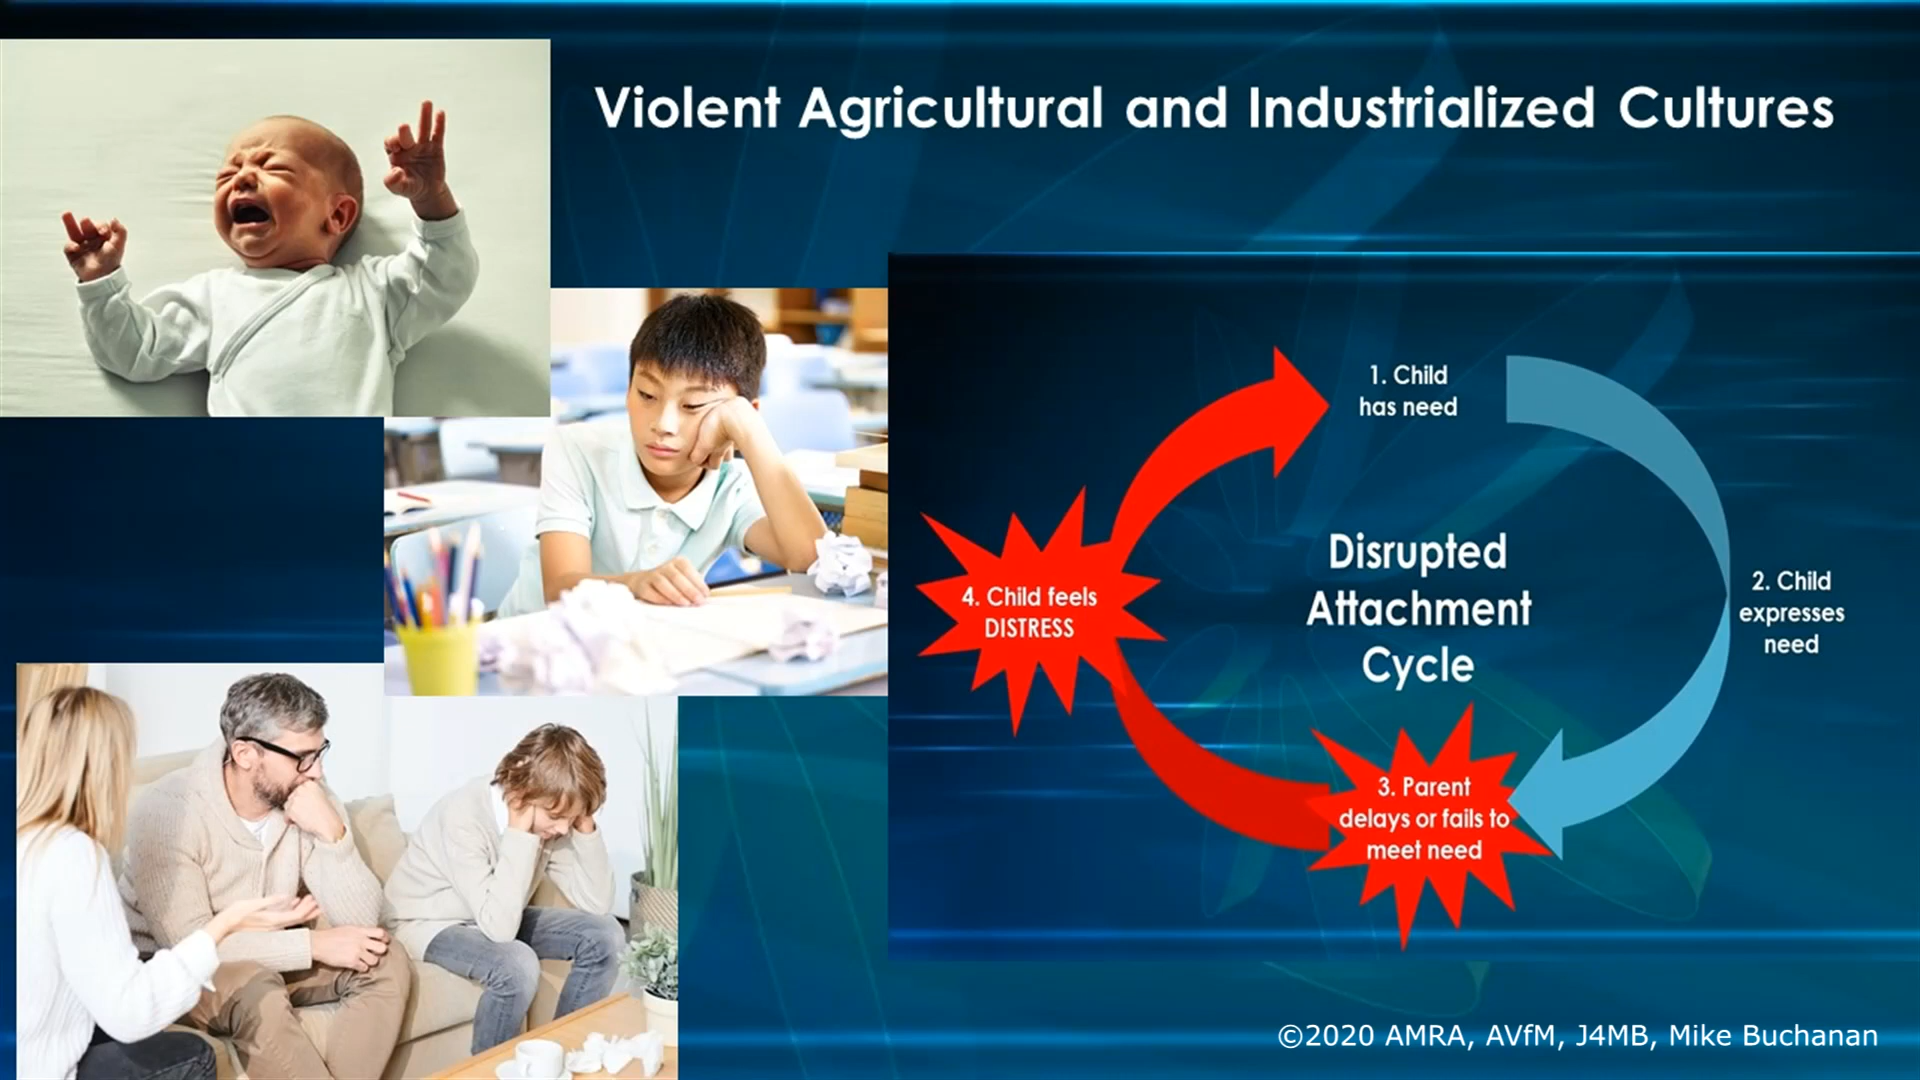 Violent Agricultural and Industrialized Cultures
1. Child
has need
2. Child
expresses
need
3. Parent
delays or fails to
meet need
4. Child feels
DISTRESS
Disrupted
Attachment
Cycle
©2020 AMRA, AVfM, J4MB, Mike Buchanan